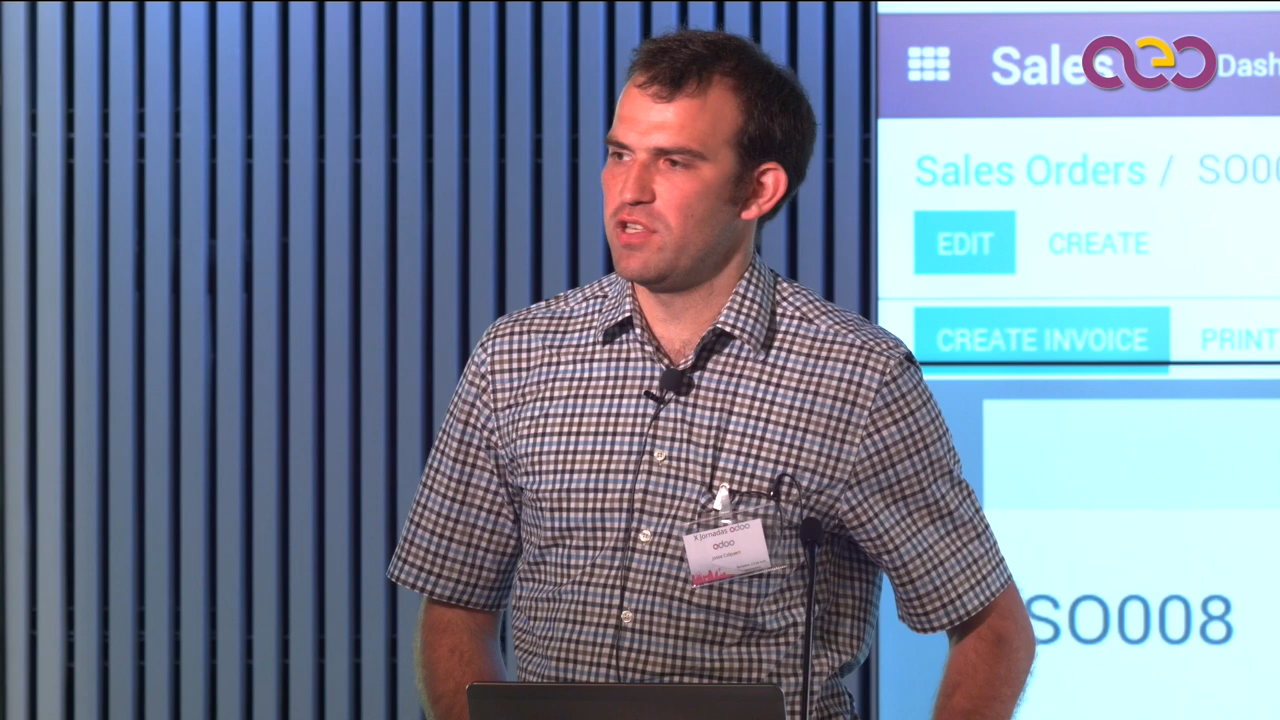 Sales
Dash
Sales Orders / SO00
EDIT CREATE
CREATE INVOICE PRINT
SO008
X Jornadas odoo
odoo